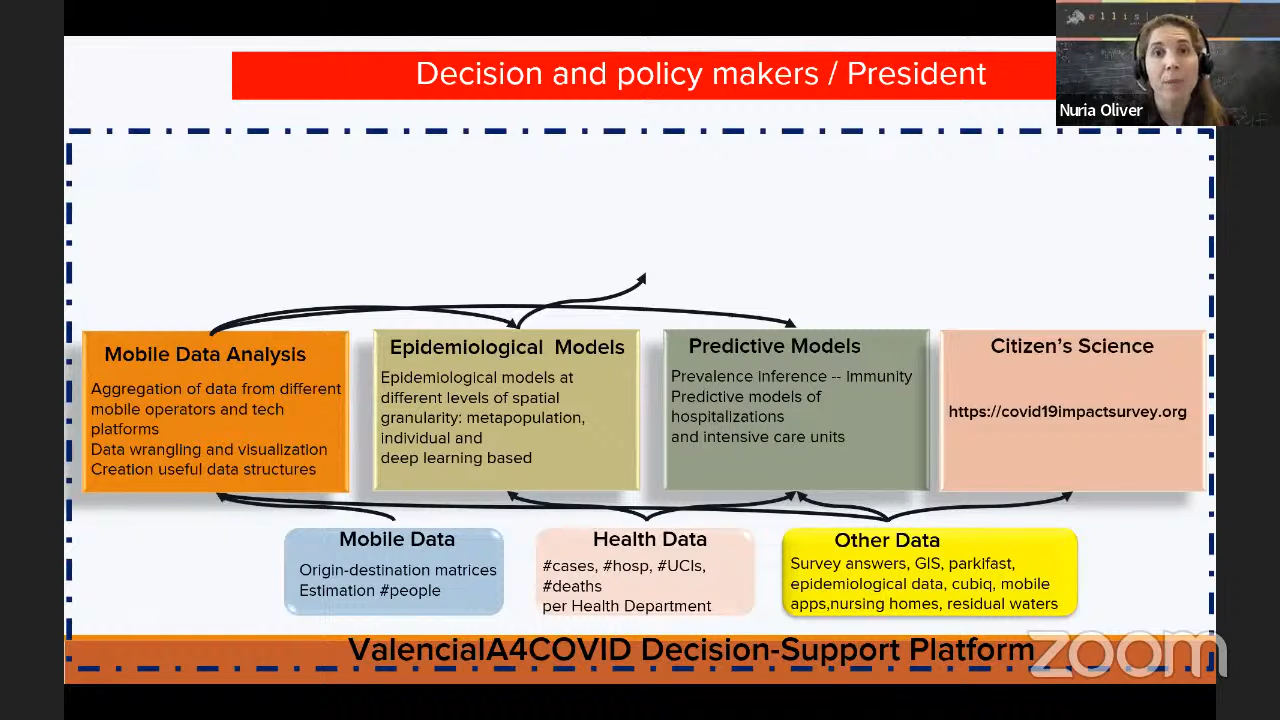 ellis
Decision and policy makers / President
Nuria Oliver
Mobile Data Analysis
Aggregation of data from different
mobile operators and tech
platforms
Data wrangling and visualization
Creation useful data structures
Epidemiological Models
Epidemiological models at
different levels of spatial
granularity: metapopulation,
individual and
deep learning based
Predictive Models
Prevalence inference -- immunity
Predictive models of
hospitalizations
and intensive care units
Citizen’s Science
https://covid19impactsurvey.org
Mobile Data
Origin-destination matrices
Estimation #people
Health Data
#cases, #hosp, #UCIs,
#deaths
per Health Department
Other Data
Survey answers, GIS, parkifast,
epidemiological data, cubiq, mobile
apps,nursing homes, residual waters
ValenciaIA4COVID Decision-Support Platform
zoom